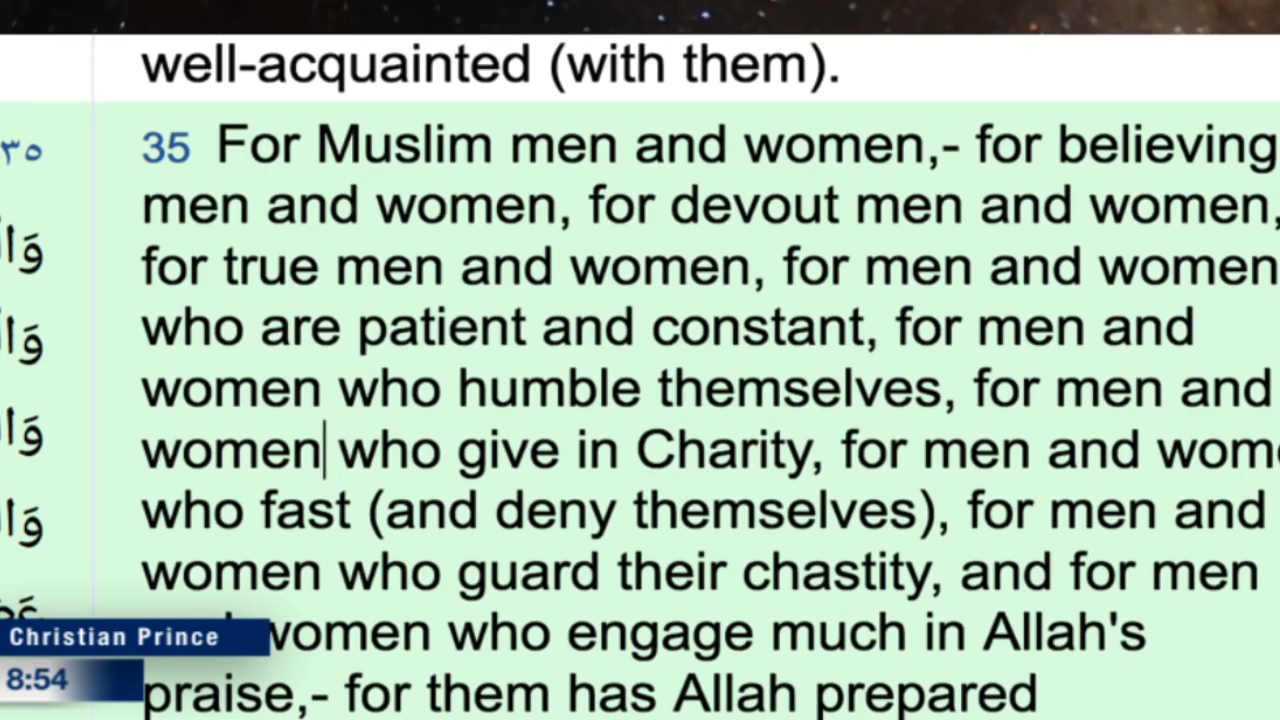 well-acquainted (with them).
٣٥
35 For Muslim men and women,- for believing
men and women, for devout men and women,
for true men and women, for men and women
who are patient and constant, for men and
women who humble themselves, for men and
women who give in Charity, for men and
who fast (and deny themselves), for men and
women who guard their chastity, and for men
women who engage much in Allah's
praise,- for them has Allah prepared
Christian Prince
8:54